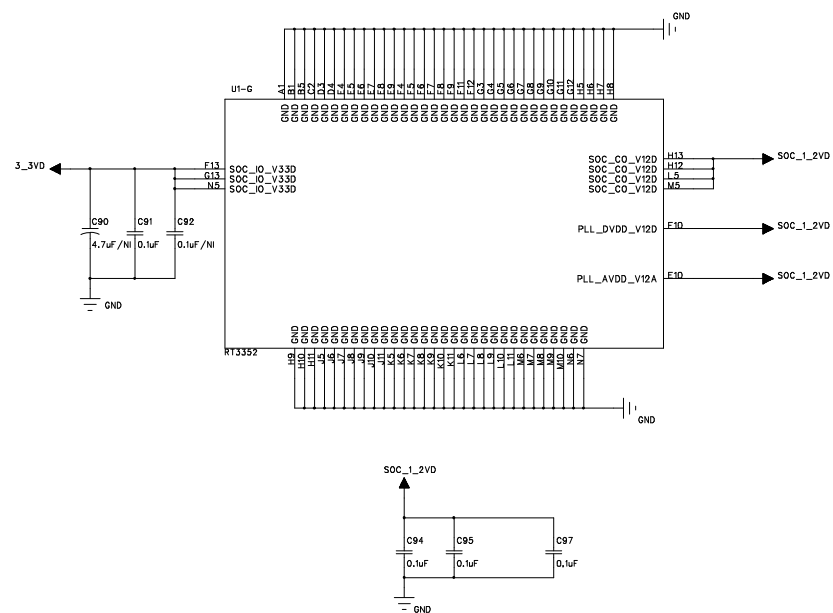 GND
U1-G
A1 B1 B5 C2 D3 D4 E4 E5 E6 E7 E8 E9 F4 F5 F6 F7 F8 F9 F11 F12 G3 G4 G5 G6 G7 G8 G9 G10 G11 G12 H5 H6 H7 H8
GND GND GND GND GND GND GND GND GND GND GND GND GND GND GND GND GND GND GND GND GND GND GND GND GND GND GND GND GND GND GND GND GND GND
3_3VD
F13 SOC_IO_V33D
G13 SOC_IO_V33D
N5 SOC_IO_V33D
SOC_CO_V12D H13 SOC_1_2VD
SOC_CO_V12D H12
SOC_CO_V12D L5
SOC_CO_V12D M5
C90
4.7uF/NI
C91
0.1uF
C92
0.1uF/NI
PLL_DVDD_V12D F10 SOC_1_2VD
PLL_AVDD_V12A E10 SOC_1_2VD
GND
GND GND GND GND GND GND GND GND GND GND GND GND GND GND GND GND GND GND GND GND GND GND GND GND GND GND GND GND GND GND
RT3352
H9 H10 H11 J5 J6 J7 J8 J9 J10 J11 K5 K6 K7 K8 K9 K10 K11 L6 L7 L8 L9 L10 L11 M6 M7 M8 M9 M10 N6 N7
GND
SOC_1_2VD
C94
0.1uF
C95
0.1uF
C97
0.1uF
GND